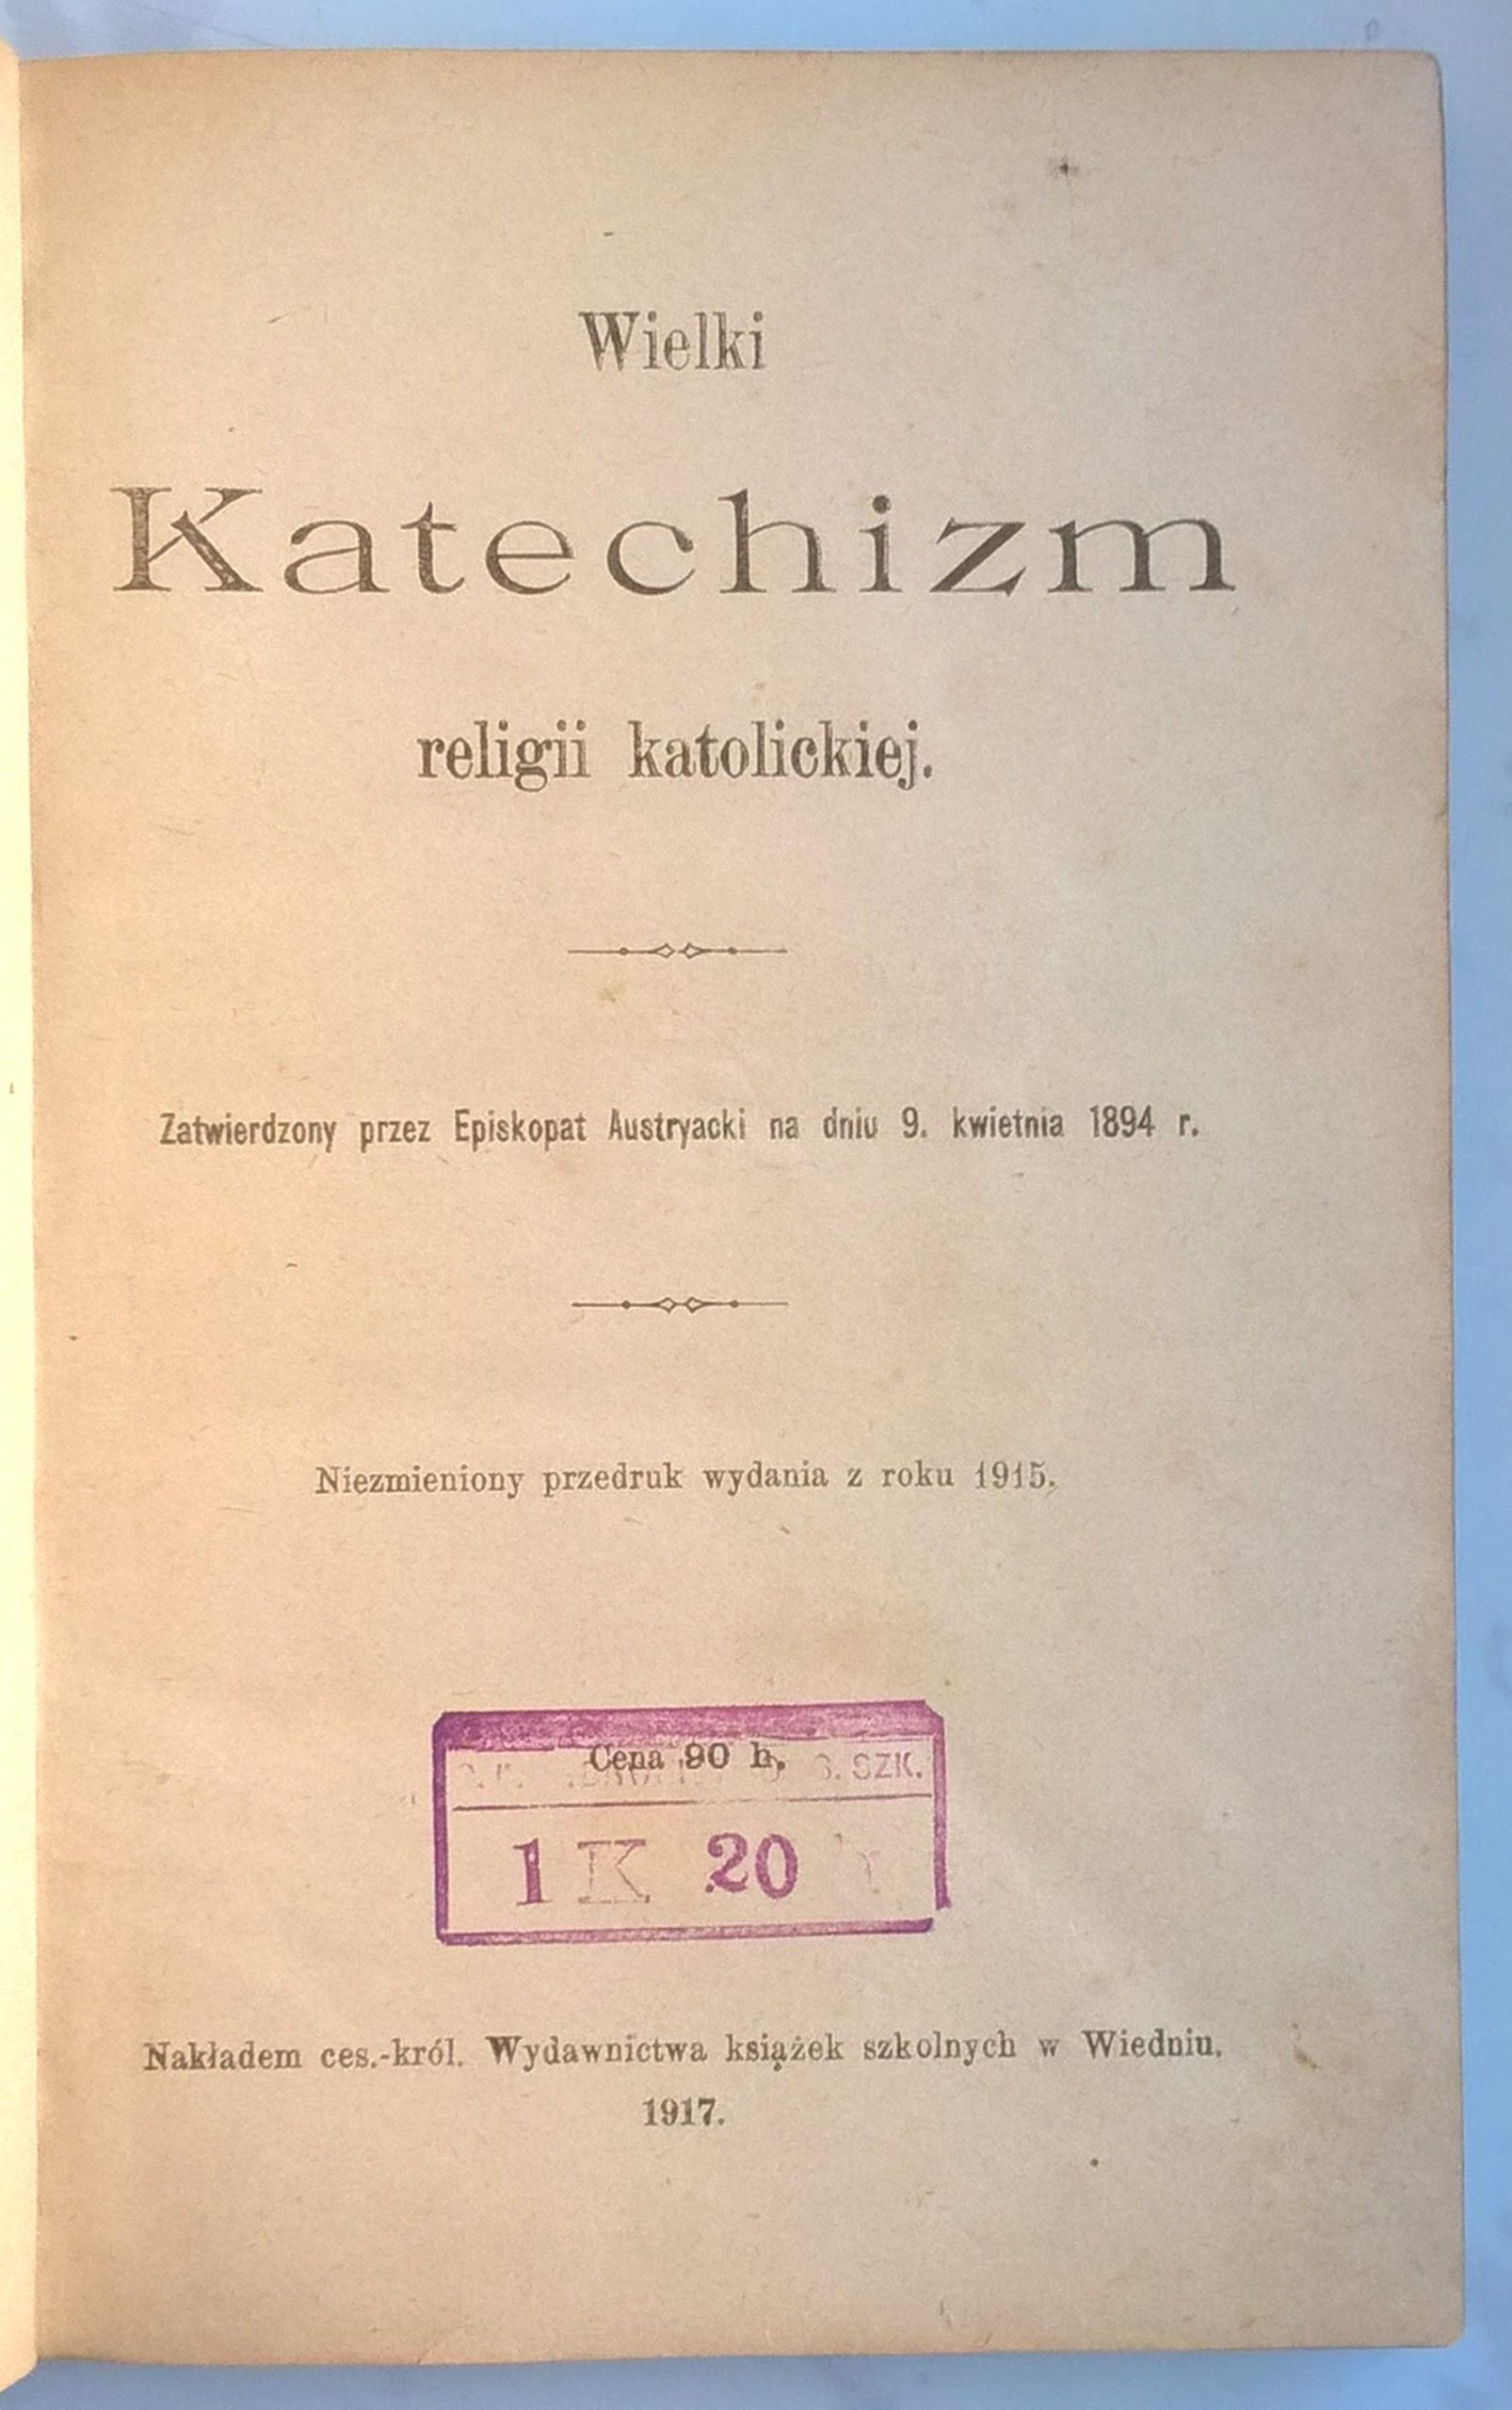 Wielki
Katechizm
religii katolickiej.
Zatwierdzony przez Episkopat Austryacki na dniu 9. kwietnia 1894 r.
Niezmieniony przedruk wydania z roku 1915.
Cena 90 h.
SZK.
1 K 20
Nakładem ces.-król. Wydawnictwa książek szkolnych w Wiedniu.
1917.